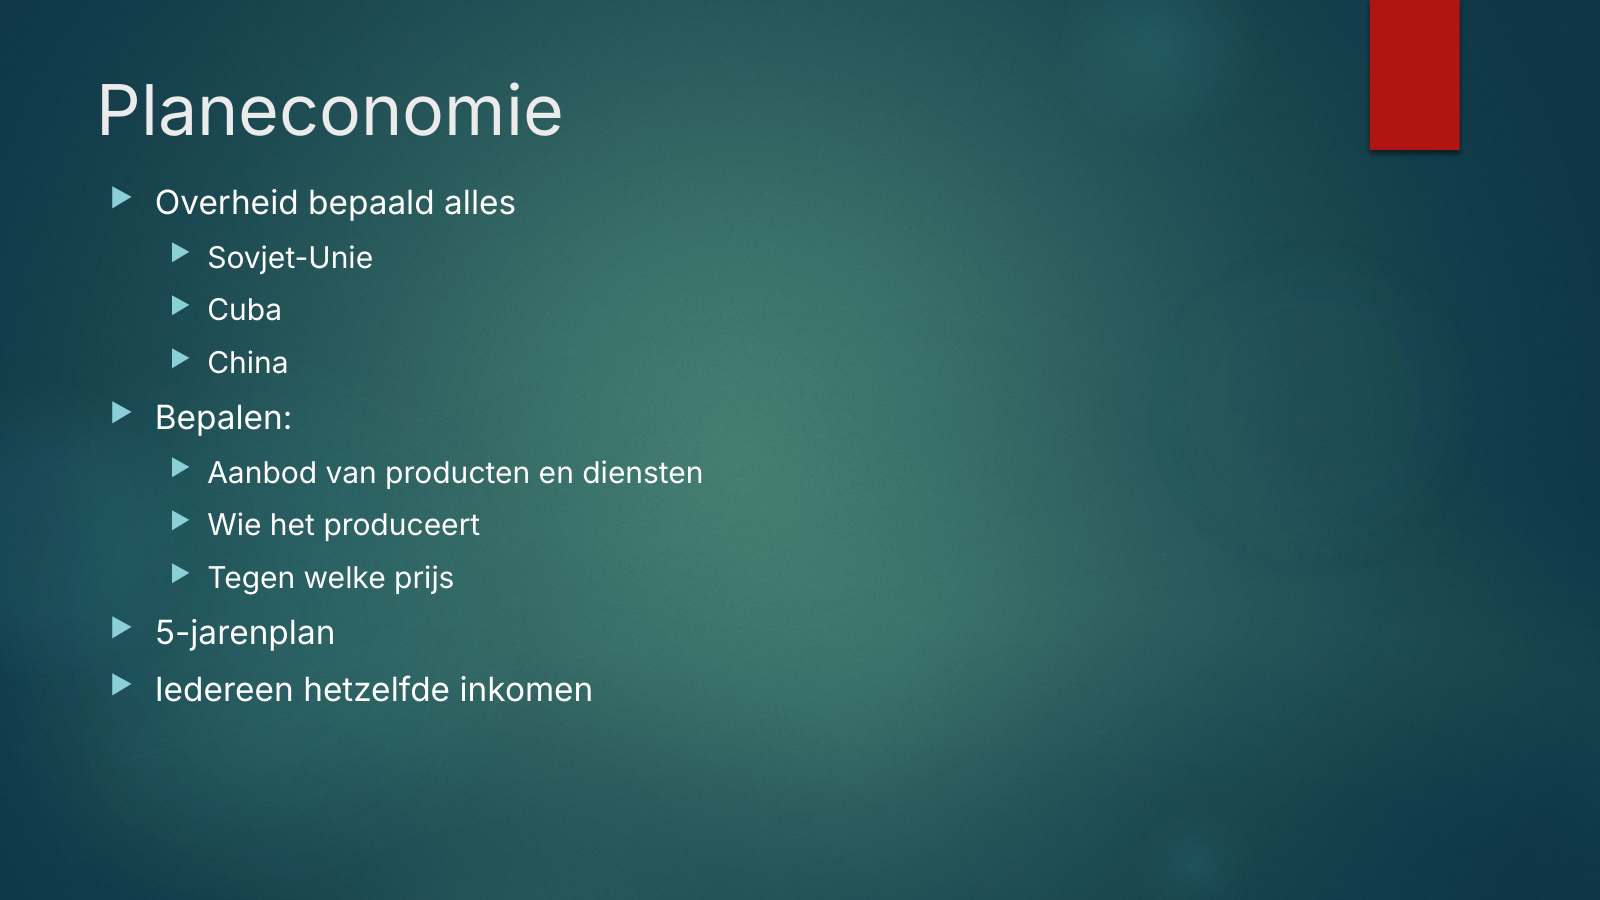 Planeconomie
Overheid bepaald alles
Sovjet-Unie
Cuba
China
Bepalen:
Aanbod van producten en diensten
Wie het produceert
Tegen welke prijs
5-jarenplan
Iedereen hetzelfde inkomen